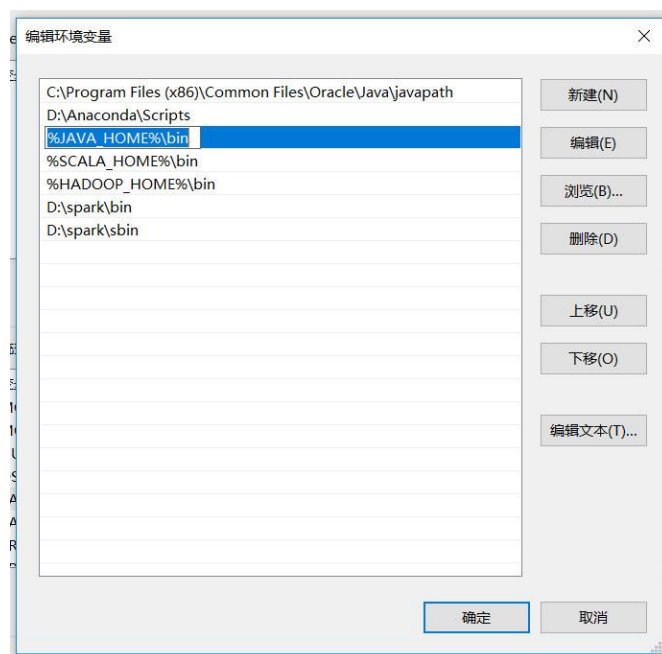 编辑环境变量
C:\Program Files (x86)\Common Files\Oracle\Java\javapath
D:\Anaconda\Scripts
%JAVA_HOME%\bin
%SCALA_HOME%\bin
%HADOOP_HOME%\bin
D:\spark\bin
D:\spark\sbin
新建(N)
编辑(E)
浏览(B)...
删除(D)
上移(U)
下移(O)
编辑文本(T)...
确定
取消